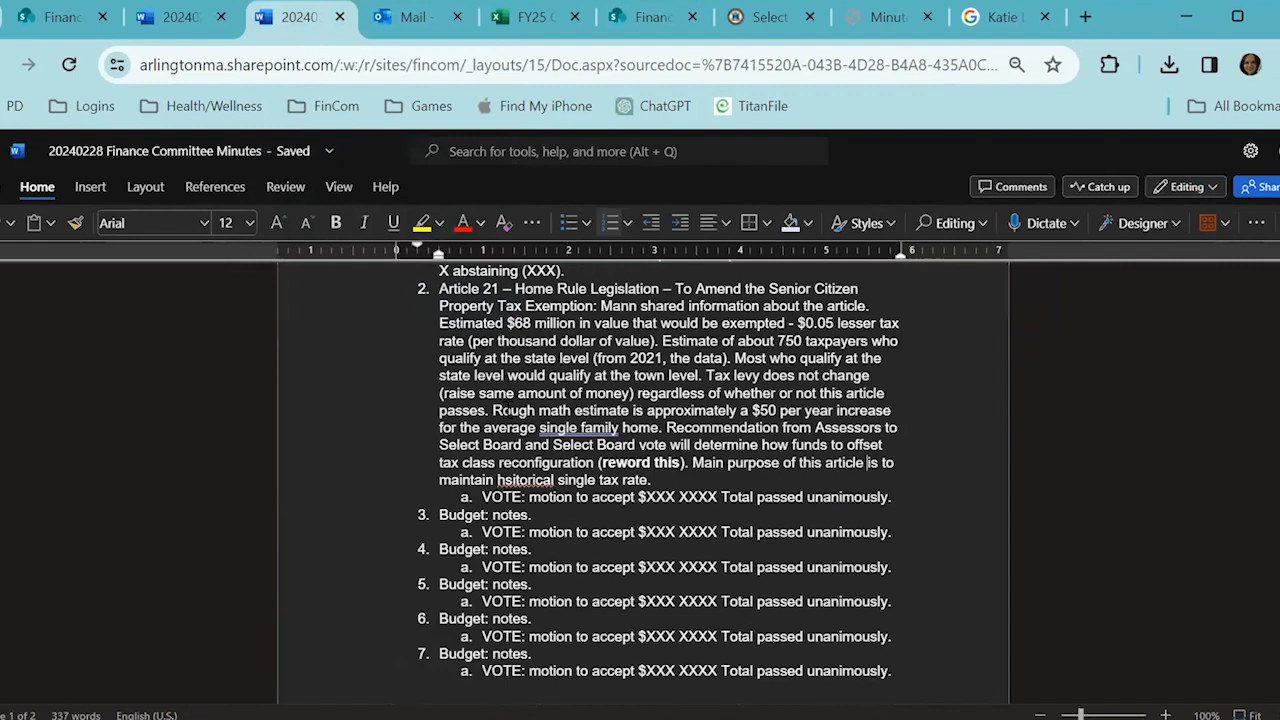 Financ
20240
20240
Mail -
FY25 C
Financ
Select
Minut
Katie
arlingtonma.sharepoint.com/:w:/r/sites/fincom/_layouts/15/Doc.aspx?sourcedoc=%7B7415520A-043B-4D28-B4A8-435A0C...
PD Logins Health/Wellness FinCom Games Find My iPhone ChatGPT TitanFile All Bookma
20240228 Finance Committee Minutes - Saved
Search for tools, help, and more (Alt + Q)
Home Insert Layout References Review View Help Comments Catch up Editing Shar
Arial 12 A A B I U A A Styles Editing Dictate Designer
1 0 1 2 3 4 5 6 7
X abstaining (XXX).
2. Article 21 – Home Rule Legislation – To Amend the Senior Citizen
Property Tax Exemption: Mann shared information about the article.
Estimated $68 million in value that would be exempted - $0.05 lesser tax
rate (per thousand dollar of value). Estimate of about 750 taxpayers who
qualify at the state level (from 2021, the data). Most who qualify at the
state level would qualify at the town level. Tax levy does not change
(raise same amount of money) regardless of whether or not this article
passes. Rough math estimate is approximately a $50 per year increase
for the average single family home. Recommendation from Assessors to
Select Board and Select Board vote will determine how funds to offset
tax class reconfiguration (reword this). Main purpose of this article is to
maintain hsitorical single tax rate.
a. VOTE: motion to accept $XXX XXXX Total passed unanimously.
3. Budget: notes.
a. VOTE: motion to accept $XXX XXXX Total passed unanimously.
4. Budget: notes.
a. VOTE: motion to accept $XXX XXXX Total passed unanimously.
5. Budget: notes.
a. VOTE: motion to accept $XXX XXXX Total passed unanimously.
6. Budget: notes.
a. VOTE: motion to accept $XXX XXXX Total passed unanimously.
7. Budget: notes.
a. VOTE: motion to accept $XXX XXXX Total passed unanimously.
e 1 of 2 337 words English (U.S.) 100% Fit